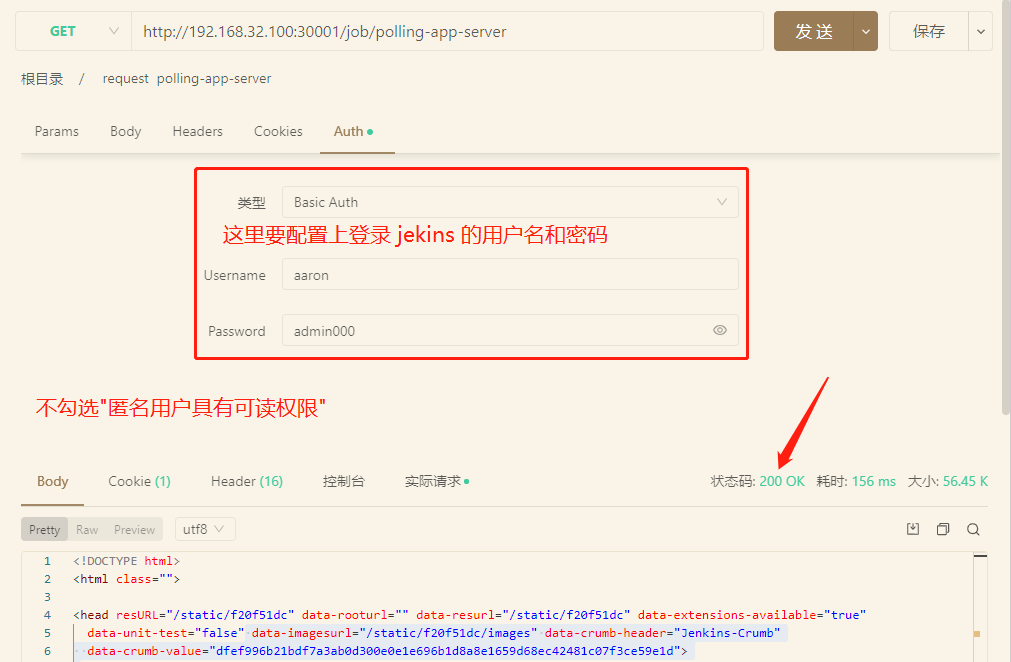 GET http://192.168.32.100:30001/job/polling-app-server 发 送 保存
根目录 / request polling-app-server
Params Body Headers Cookies Auth
类型 Basic Auth
这里要配置上登录 jekins 的用户名和密码
Username aaron
Password admin000
不勾选"匿名用户具有可读权限"
Body Cookie (1) Header (16) 控制台 实际请求 状态码: 200 OK 耗时: 156 ms 大小: 56.45 K
Pretty Raw Preview utf8
1 <!DOCTYPE html>
2 <html class="">
3
4 <head resURL="/static/f20f51dc" data-rooturl="" data-resurl="/static/f20f51dc" data-extensions-available="true"
5 data-unit-test="false" data-imagesurl="/static/f20f51dc/images" data-crumb-header="Jenkins-Crumb"
6 data-crumb-value="dfef996b21bdf7a3ab0d300e0e1e696b1d8a8e1659d68ec42481c07f3ce59e1d">